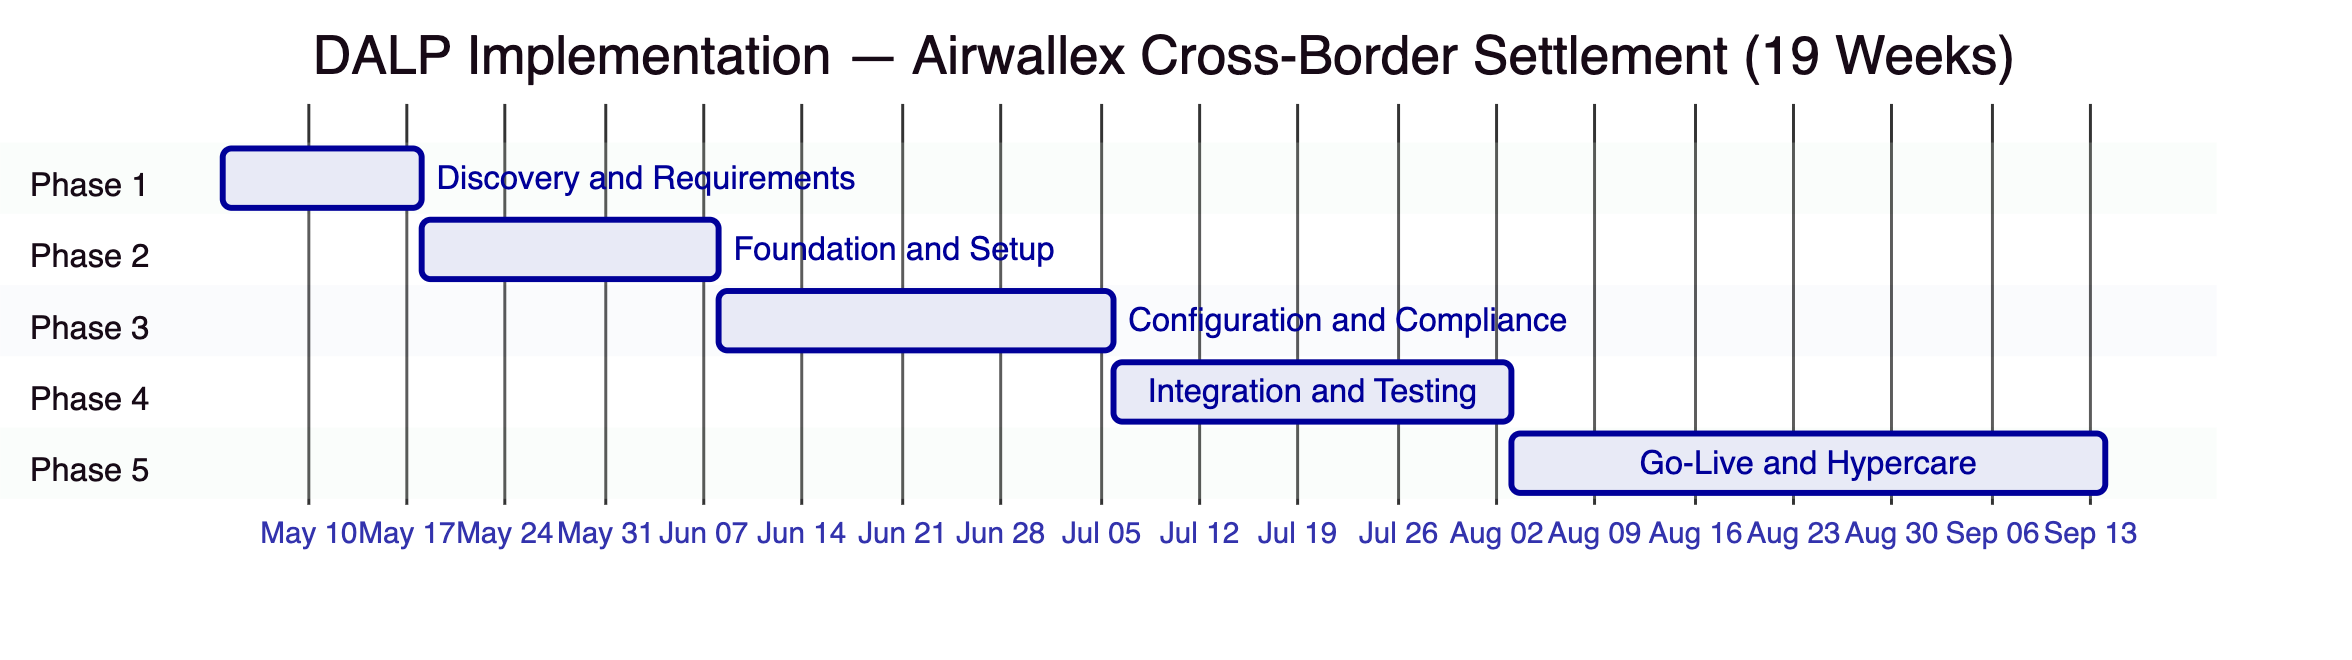 DALP Implementation — Airwallex Cross-Border Settlement (19 Weeks)
Phase 1
Discovery and Requirements
Phase 2
Foundation and Setup
Phase 3
Configuration and Compliance
Phase 4
Integration and Testing
Phase 5
Go-Live and Hypercare
May 10 May 17 May 24 May 31 Jun 07 Jun 14 Jun 21 Jun 28 Jul 05 Jul 12 Jul 19 Jul 26 Aug 02 Aug 09 Aug 16 Aug 23 Aug 30 Sep 06 Sep 13